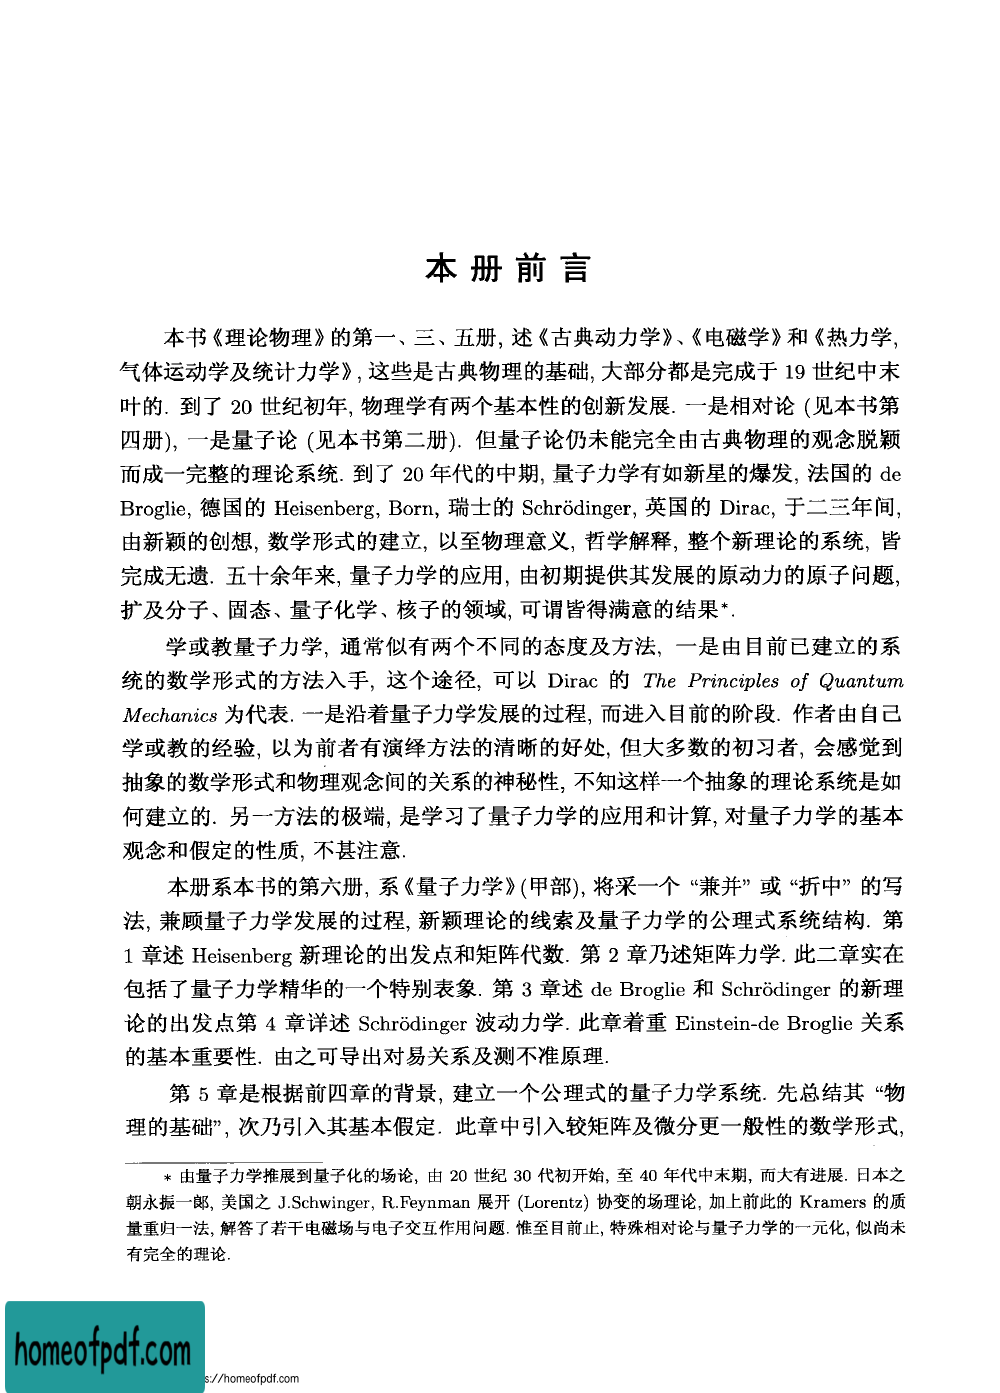 本册前言
本书《理论物理》的第一、三、五册, 述《古典动力学》、《电磁学》和《热力学,
气体运动学及统计力学》, 这些是古典物理的基础, 大部分都是完成于 19 世纪中末
叶的. 到了 20 世纪初年, 物理学有两个基本性的创新发展. 一是相对论 (见本书第
四册), 一是量子论 (见本书第二册). 但量子论仍未能完全由古典物理的观念脱颖
而成一完整的理论系统. 到了 20 年代的中期, 量子力学有如新星的爆发, 法国的 de
Broglie, 德国的 Heisenberg, Born, 瑞士的 Schrödinger, 英国的 Dirac, 于二三年间,
由新颖的创想, 数学形式的建立, 以至物理意义, 哲学解释, 整个新理论的系统, 皆
完成无遗. 五十余年来, 量子力学的应用, 由初期提供其发展的原动力的原子问题,
扩及分子、固态、量子化学、核子的领域, 可谓皆得满意的结果*.
学或教量子力学, 通常似有两个不同的态度及方法, 一是由目前已建立的系
统的数学形式的方法入手, 这个途径, 可以 Dirac 的 The Principles of Quantum
Mechanics 为代表. 一是沿着量子力学发展的过程, 而进入目前的阶段. 作者由自己
学或教的经验, 以为前者有演绎方法的清晰的好处, 但大多数的初习者, 会感觉到
抽象的数学形式和物理观念间的关系的神秘性, 不知这样一个抽象的理论系统是如
何建立的. 另一方法的极端, 是学习了量子力学的应用和计算, 对量子力学的基本
观念和假定的性质, 不甚注意.
本册系本书的第六册, 系《量子力学》(甲部), 将采一个 “兼并” 或 “折中” 的写
法, 兼顾量子力学发展的过程, 新颖理论的线索及量子力学的公理式系统结构. 第
1 章述 Heisenberg 新理论的出发点和矩阵代数. 第 2 章乃述矩阵力学. 此二章实在
包括了量子力学精华的一个特别表象. 第 3 章述 de Broglie 和 Schrödinger 的新理
论的出发点第 4 章详述 Schrödinger 波动力学. 此章着重 Einstein-de Broglie 关系
的基本重要性. 由之可导出对易关系及测不准原理.
第 5 章是根据前四章的背景, 建立一个公理式的量子力学系统. 先总结其 “物
理的基础”, 次乃引入其基本假定. 此章中引入较矩阵及微分更一般性的数学形式,
* 由量子力学推展到量子化的场论, 由 20 世纪 30 代初开始, 至 40 年代中末期, 而大有进展. 日本之
朝永振一郎, 美国之 J.Schwinger, R.Feynman 展开 (Lorentz) 协变的场理论, 加上前此的 Kramers 的质
量重归一法, 解答了若干电磁场与电子交互作用问题. 惟至目前止, 特殊相对论与量子力学的一元化, 似尚未
有完全的理论.
homeofpdf.com
s://homeofpdf.com